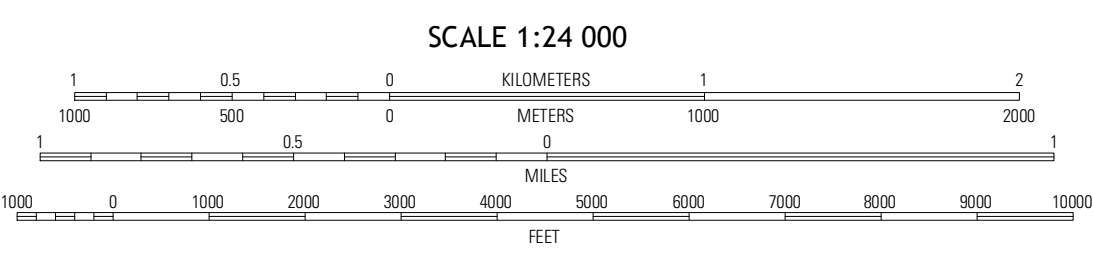 SCALE 1:24 000
1 0.5 0 KILOMETERS 1 2
1000 500 0 METERS 1000 2000
1 0.5 0 1
MILES
1000 0 1000 2000 3000 4000 5000 6000 7000 8000 9000 10000
FEET